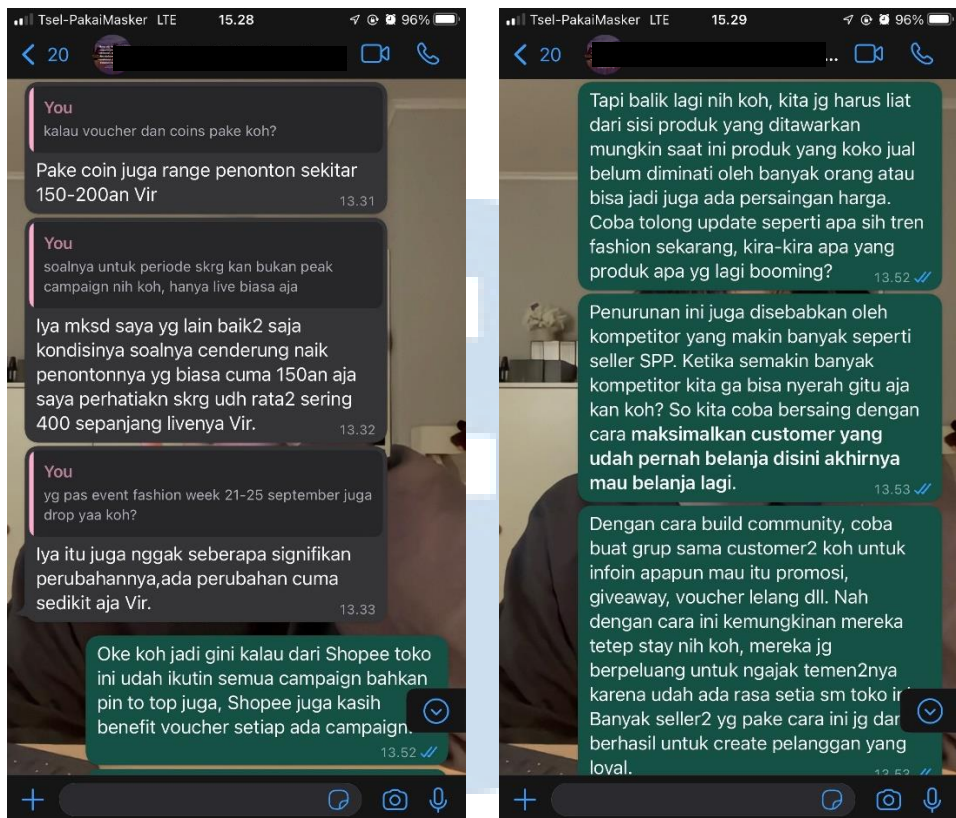 Tsel-PakaiMasker LTE 15.28 96%
20
You
kalau voucher dan coins pake koh?
Pake coin juga range penonton sekitar
150-200an Vir
13.31
You
soalnya untuk periode skrg kan bukan peak
campaign nih koh, hanya live biasa aja
Iya mksd saya yg lain baik2 saja
kondisinya soalnya cenderung naik
penontonnya yg biasa cuma 150an aja
saya perhatiakn skrg udh rata2 sering
400 sepanjang livenya Vir.
13.32
You
yg pas event fashion week 21-25 september juga
drop yaa koh?
Iya itu juga nggak seberapa signifikan
perubahannya,ada perubahan cuma
sedikit aja Vir.
13.33
Oke koh jadi gini kalau dari Shopee toko
ini udah ikutin semua campaign bahkan
pin to top juga, Shopee juga kasih
benefit voucher setiap ada campaign.
13.52
Tsel-PakaiMasker LTE 15.29 96%
20
...
Tapi balik lagi nih koh, kita jg harus liat
dari sisi produk yang ditawarkan
mungkin saat ini produk yang koko jual
belum diminati oleh banyak orang atau
bisa jadi juga ada persaingan harga.
Coba tolong update seperti apa sih tren
fashion sekarang, kira-kira apa yang
produk apa yg lagi booming?
13.52
Penurunan ini juga disebabkan oleh
kompetitor yang makin banyak seperti
seller SPP. Ketika semakin banyak
kompetitor kita ga bisa nyerah gitu aja
kan koh? So kita coba bersaing dengan
cara maksimalkan customer yang
udah pernah belanja disini akhirnya
mau belanja lagi.
13.53
Dengan cara build community, coba
buat grup sama customer2 koh untuk
infoin apapun mau itu promosi,
giveaway, voucher lelang dll. Nah
dengan cara ini kemungkinan mereka
tetep stay nih koh, mereka jg
berpeluang untuk ngajak temen2nya
karena udah ada rasa setia sm toko
Banyak seller2 yg pake cara ini jg
berhasil untuk create pelanggan yang
loyal.
13.53